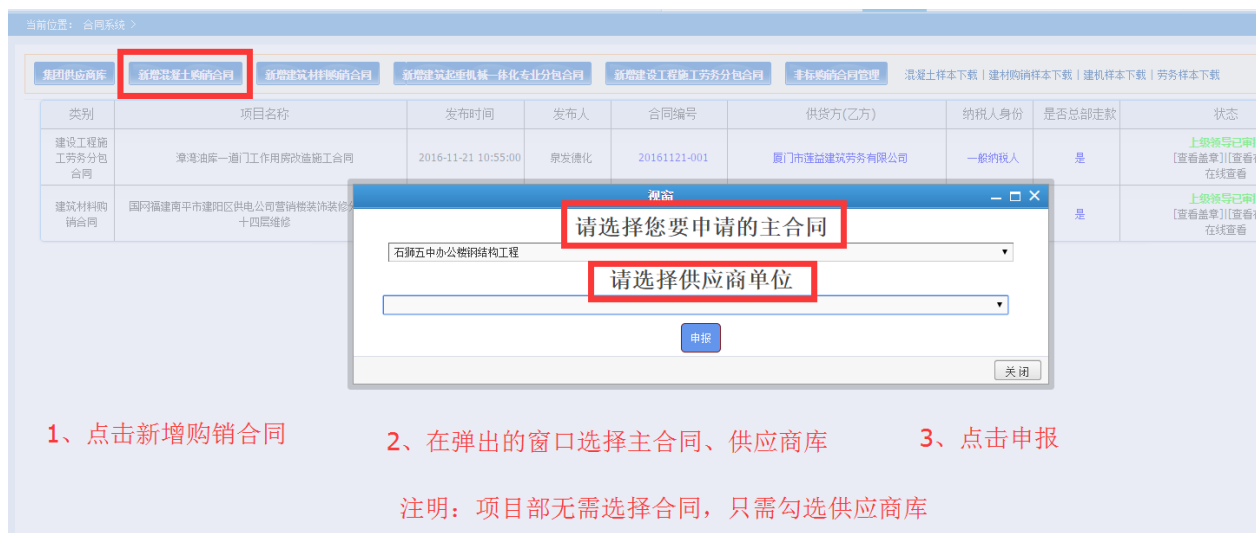 当前位置： 合同系统 >
集团供应商库 新增混凝土购销合同 新增建筑材料购销合同 新增建筑起重机械一体化专业分包合同 新增建设工程施工劳务分包合同 非标购销合同管理 混凝土样本下载 | 建材购销样本下载 | 建机样本下载 | 劳务样本下载
类别 项目名称 发布时间 发布人 合同编号 供货方(乙方) 纳税人身份 是否总部走款 状态
建设工程施
工劳务分包
合同
漳湾油库一道门工作用房改造施工合同 2016-11-21 10:55:00 泉发德化 20161121-001 厦门市莲益建筑劳务有限公司 一般纳税人 是
上级领导已审
[查看盖章]|[查看
在线查看
建筑材料购
销合同
国网福建南平市建阳区供电公司营销楼装饰装修
十四层维修
是
上级领导已审
[查看盖章]|[查看
在线查看
视窗
请选择您要申请的主合同
石狮五中办公楼钢结构工程
请选择供应商单位
申报
关闭
1、点击新增购销合同
2、在弹出的窗口选择主合同、供应商库
3、点击申报
注明：项目部无需选择合同，只需勾选供应商库